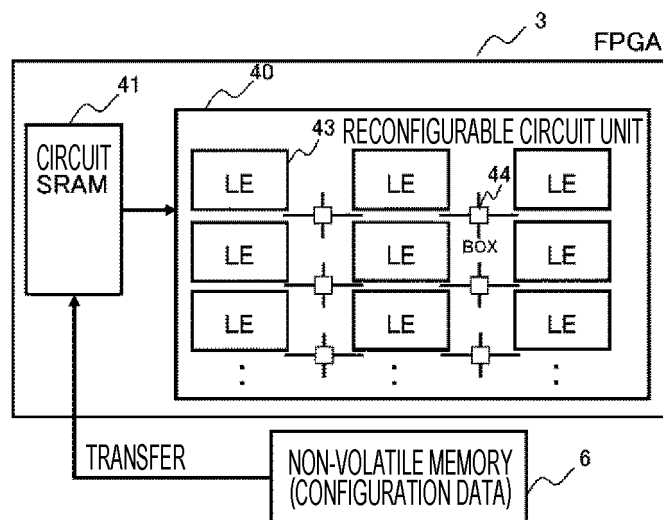 3
FPGA
41
40
CIRCUIT
SRAM
RECONFIGURABLE CIRCUIT UNIT
43
44
LE LE LE
BOX
LE LE LE
LE LE LE
TRANSFER
NON-VOLATILE MEMORY
(CONFIGURATION DATA)
6